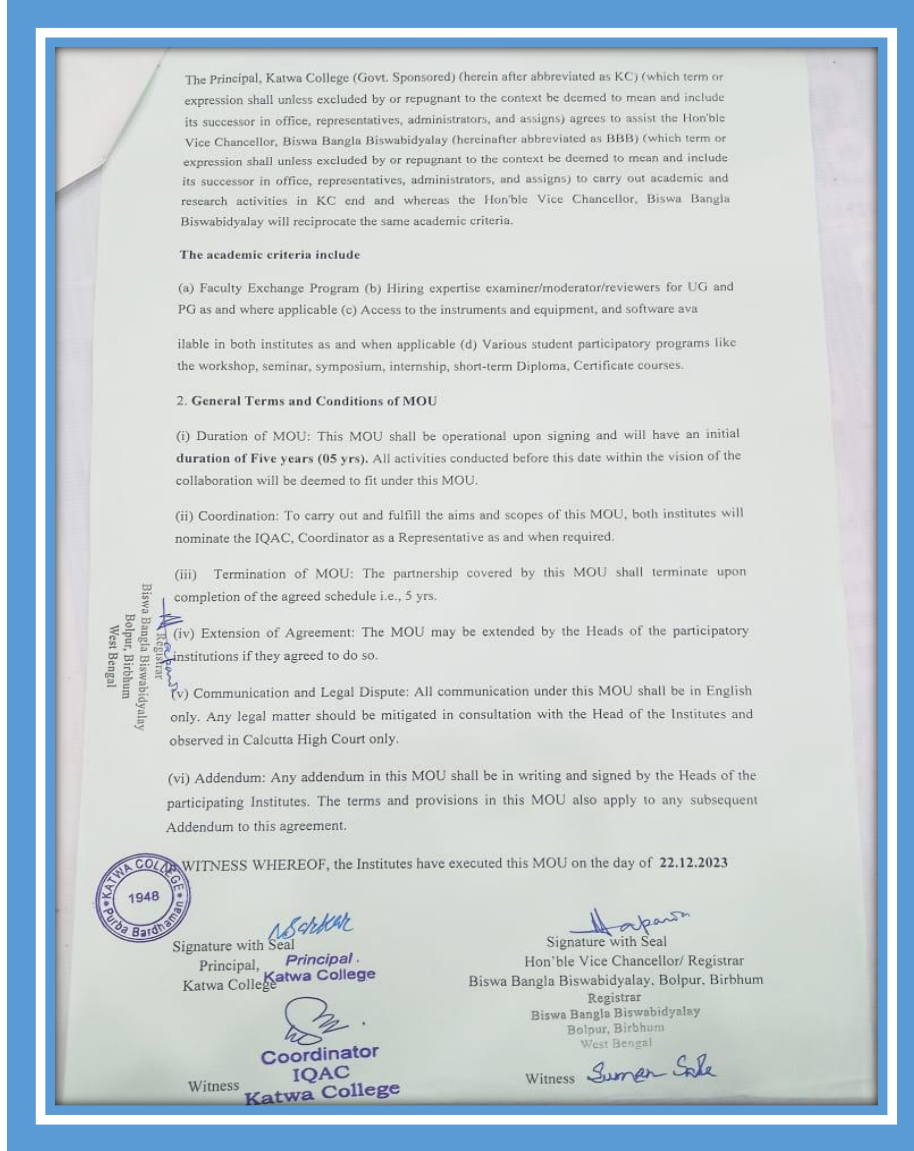 The Principal, Katwa College (Govt. Sponsored) (herein after abbreviated as KC) (which term or
expression shall unless excluded by or repugnant to the context be deemed to mean and include
its successor in office, representatives, administrators, and assigns) agrees to assist the Hon'ble
Vice Chancellor, Biswa Bangla Biswabidyalay (hereinafter abbreviated as BBB) (which term or
expression shall unless excluded by or repugnant to the context be deemed to mean and include
its successor in office, representatives, administrators, and assigns) to carry out academic and
research activities in KC end and whereas the Hon'ble Vice Chancellor, Biswa Bangla
Biswabidyalay will reciprocate the same academic criteria.
The academic criteria include
(a) Faculty Exchange Program (b) Hiring expertise examiner/moderator/reviewers for UG and
PG as and where applicable (c) Access to the instruments and equipment, and software ava
ilable in both institutes as and when applicable (d) Various student participatory programs like
the workshop, seminar, symposium, internship, short-term Diploma, Certificate courses.
2. General Terms and Conditions of MOU
(i) Duration of MOU: This MOU shall be operational upon signing and will have an initial
duration of Five years (05 yrs). All activities conducted before this date within the vision of the
collaboration will be deemed to fit under this MOU.
(ii) Coordination: To carry out and fulfill the aims and scopes of this MOU, both institutes will
nominate the IQAC, Coordinator as a Representative as and when required.
(iii) Termination of MOU: The partnership covered by this MOU shall terminate upon
completion of the agreed schedule i.e., 5 yrs.
(iv) Extension of Agreement: The MOU may be extended by the Heads of the participatory
institutions if they agreed to do so.
(v) Communication and Legal Dispute: All communication under this MOU shall be in English
only. Any legal matter should be mitigated in consultation with the Head of the Institutes and
observed in Calcutta High Court only.
(vi) Addendum: Any addendum in this MOU shall be in writing and signed by the Heads of the
participating Institutes. The terms and provisions in this MOU also apply to any subsequent
Addendum to this agreement.
Registrar
Biswa Bangla Biswabidyalay
Bolpur, Birbhum
West Bengal
WITNESS WHEREOF, the Institutes have executed this MOU on the day of 22.12.2023
KATWA COLLEGE
1948
Purba Bardhaman
Signature with Seal
Principal,
Katwa College
Principal.
Katwa College
Coordinator
IQAC
Katwa College
Witness
Signature with Seal
Hon'ble Vice Chancellor/ Registrar
Biswa Bangla Biswabidyalay, Bolpur, Birbhum
Registrar
Biswa Bangla Biswabidyalay
Bolpur, Birbhum
West Bengal
Witness Suman Saha